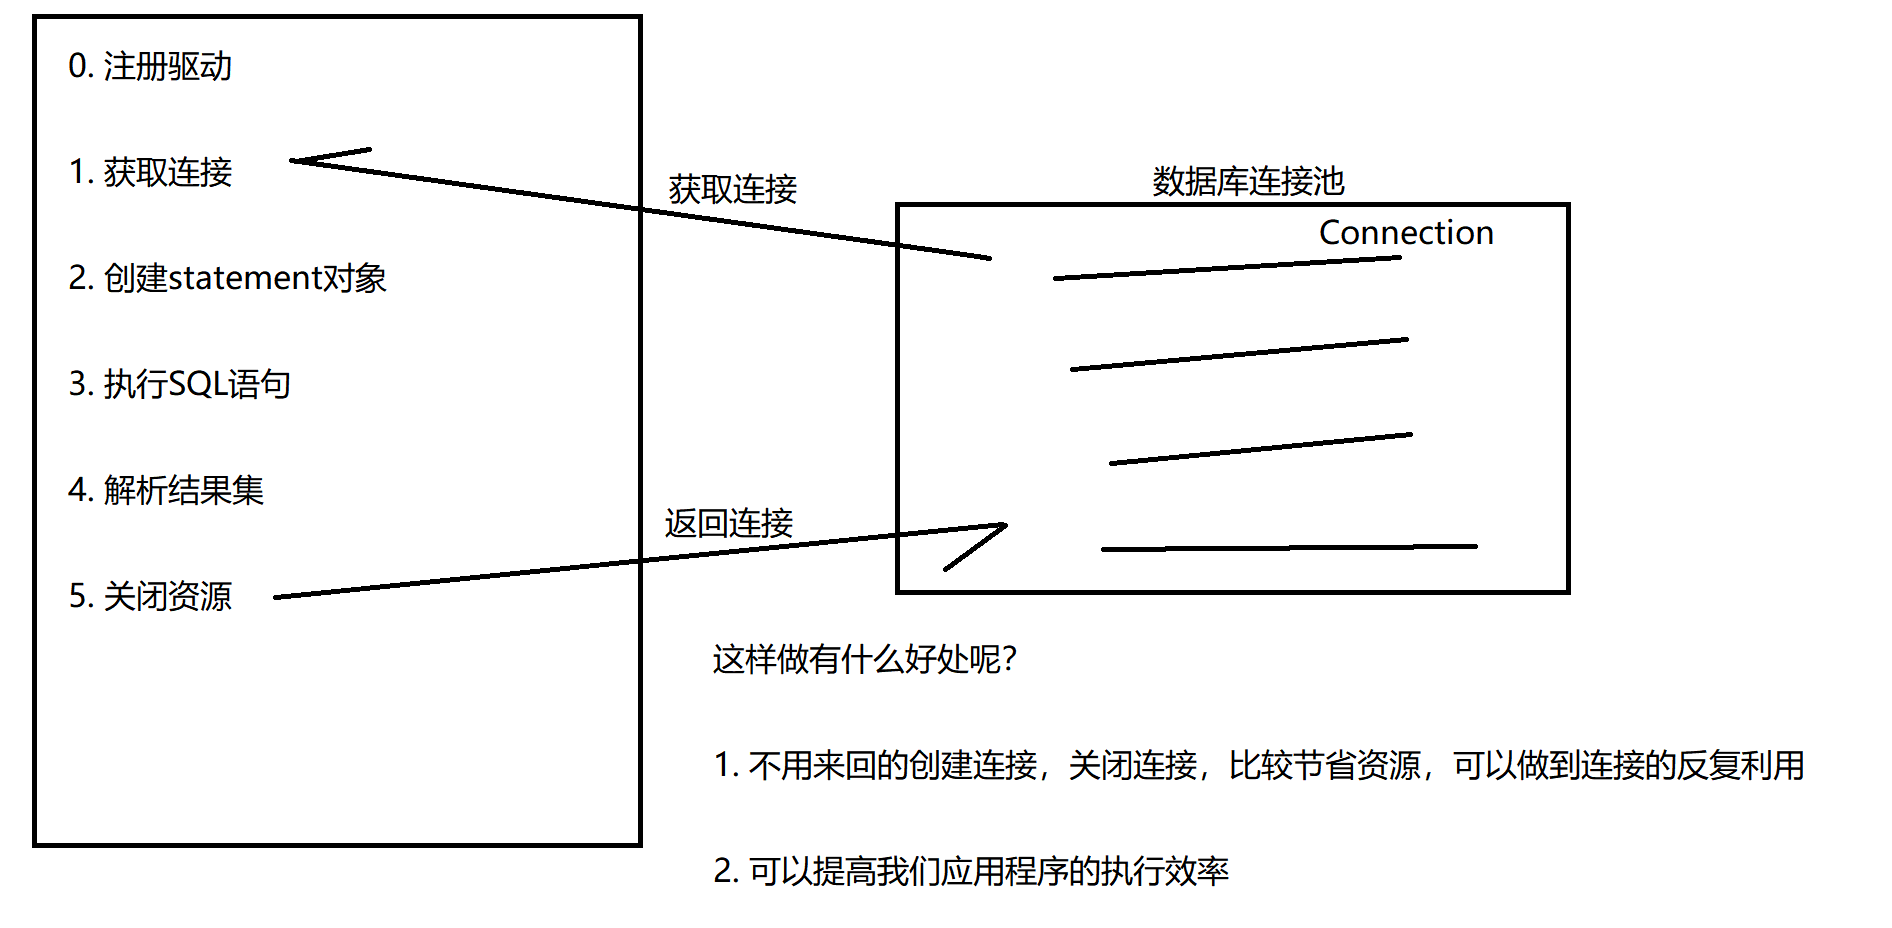 0. 注册驱动
1. 获取连接
2. 创建statement对象
3. 执行SQL语句
4. 解析结果集
5. 关闭资源
获取连接
返回连接
数据库连接池
Connection
这样做有什么好处呢？
1. 不用来回的创建连接，关闭连接，比较节省资源，可以做到连接的反复利用
2. 可以提高我们应用程序的执行效率